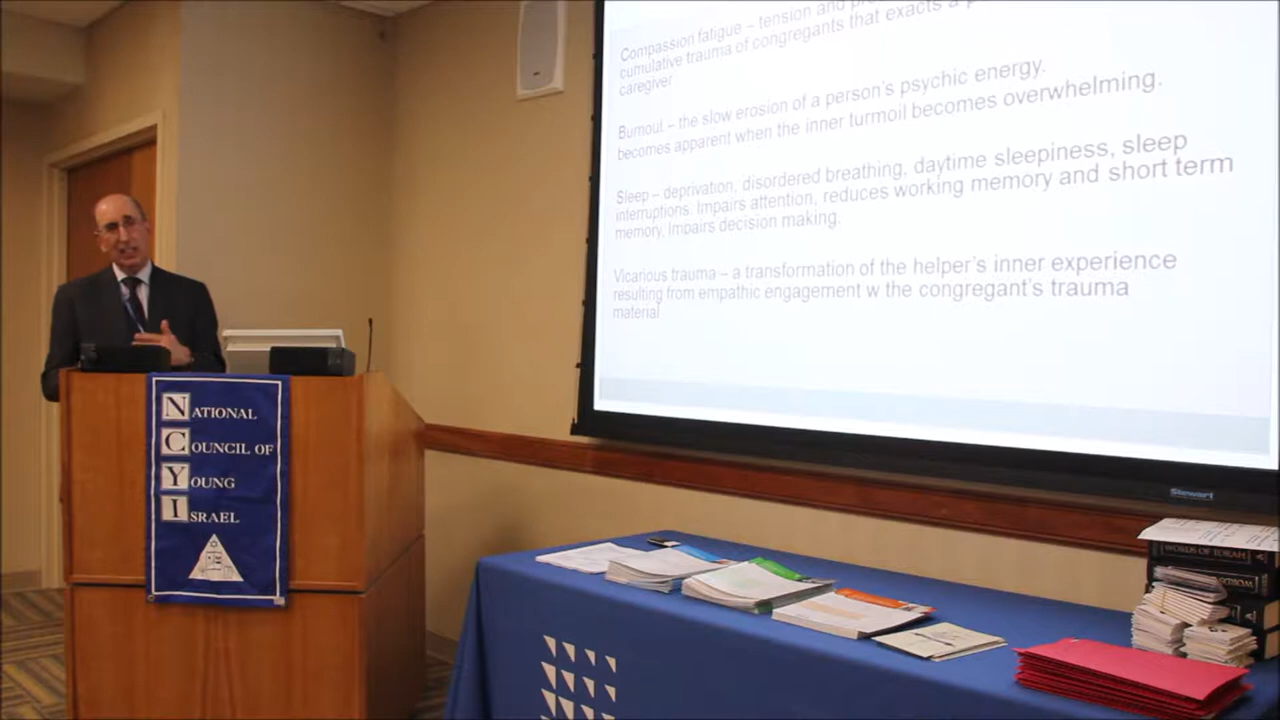 Compassion fatigue – tension and
cumulative trauma of congregants that exacts a
caregiver
Burnout – the slow erosion of a person's psychic energy.
becomes apparent when the inner turmoil becomes overwhelming.
Sleep – deprivation, disordered breathing, daytime sleepiness, sleep
interruptions. Impairs attention, reduces working memory and short term
memory, Impairs decision making.
Vicarious trauma – a transformation of the helper's inner experience
resulting from empathic engagement w the congregant's trauma
material
Stewart
NATIONAL
COUNCIL OF
YOUNG
ISRAEL
WORDS OF TORAH